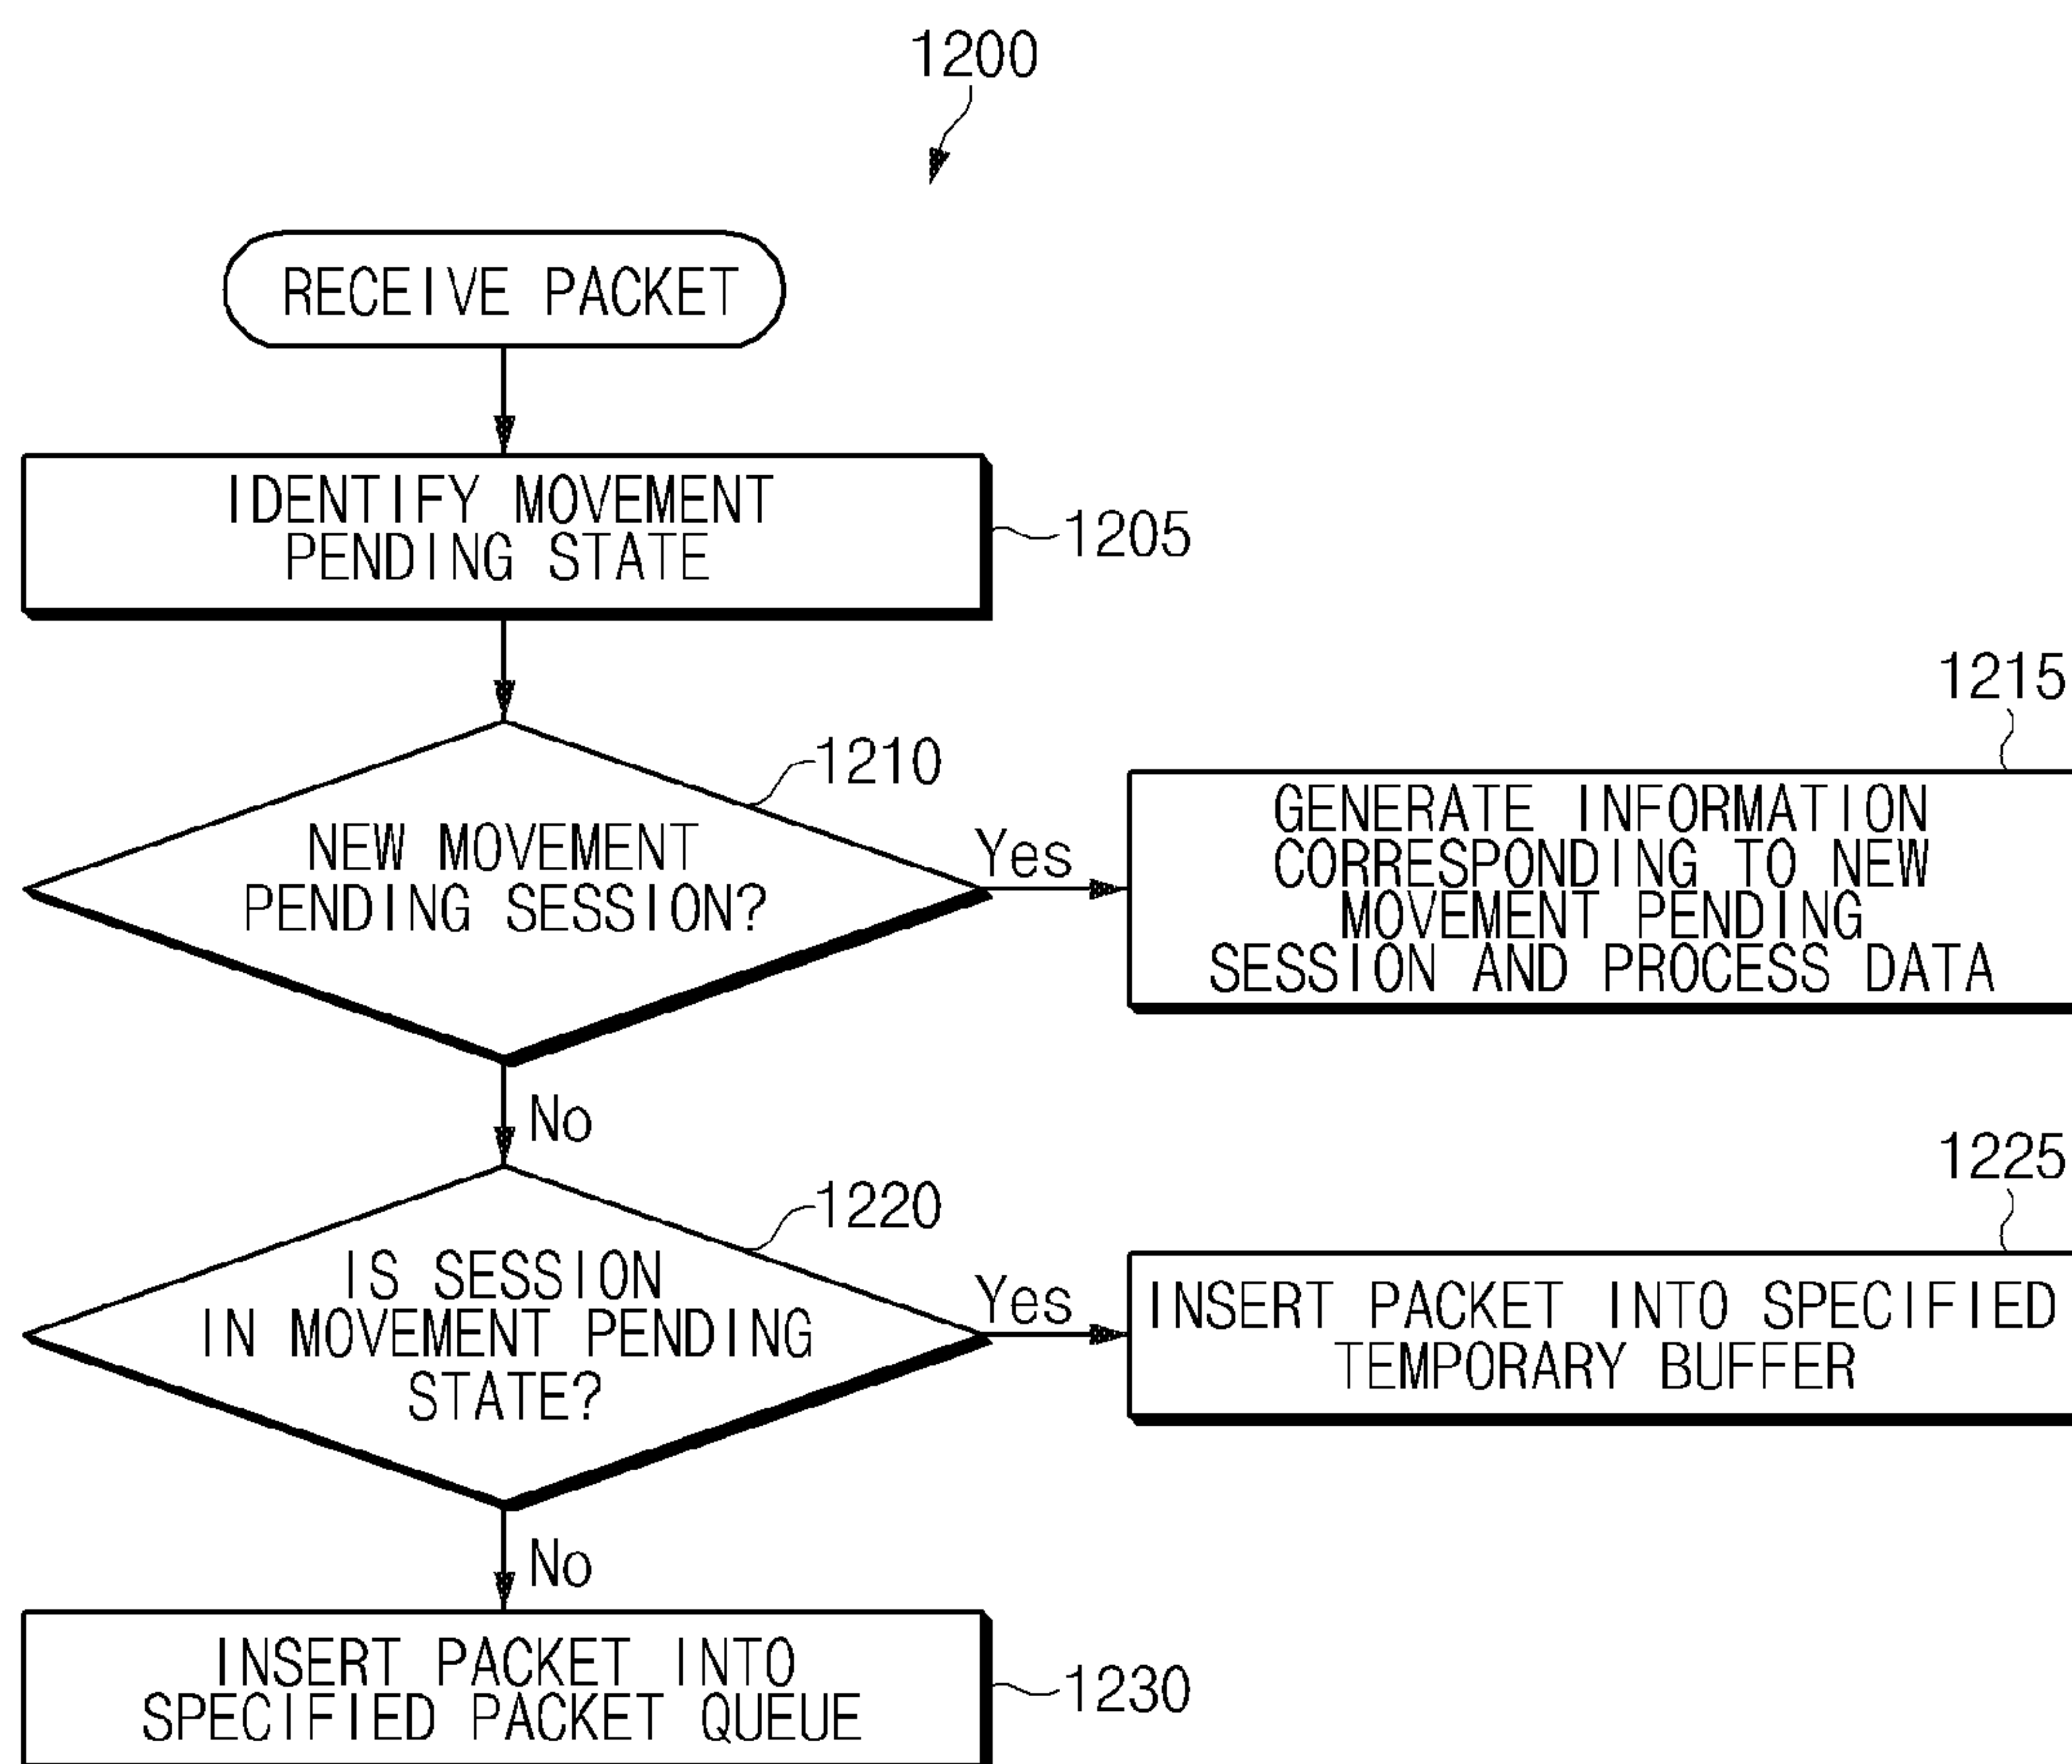 1200
RECEIVE PACKET
IDENTIFY MOVEMENT
PENDING STATE
1205
1210
NEW MOVEMENT
PENDING SESSION?
Yes
1215
GENERATE INFORMATION
CORRESPONDING TO NEW
MOVEMENT PENDING
SESSION AND PROCESS DATA
No
1220
IS SESSION
IN MOVEMENT PENDING
STATE?
Yes
1225
INSERT PACKET INTO SPECIFIED
TEMPORARY BUFFER
No
INSERT PACKET INTO
SPECIFIED PACKET QUEUE
1230